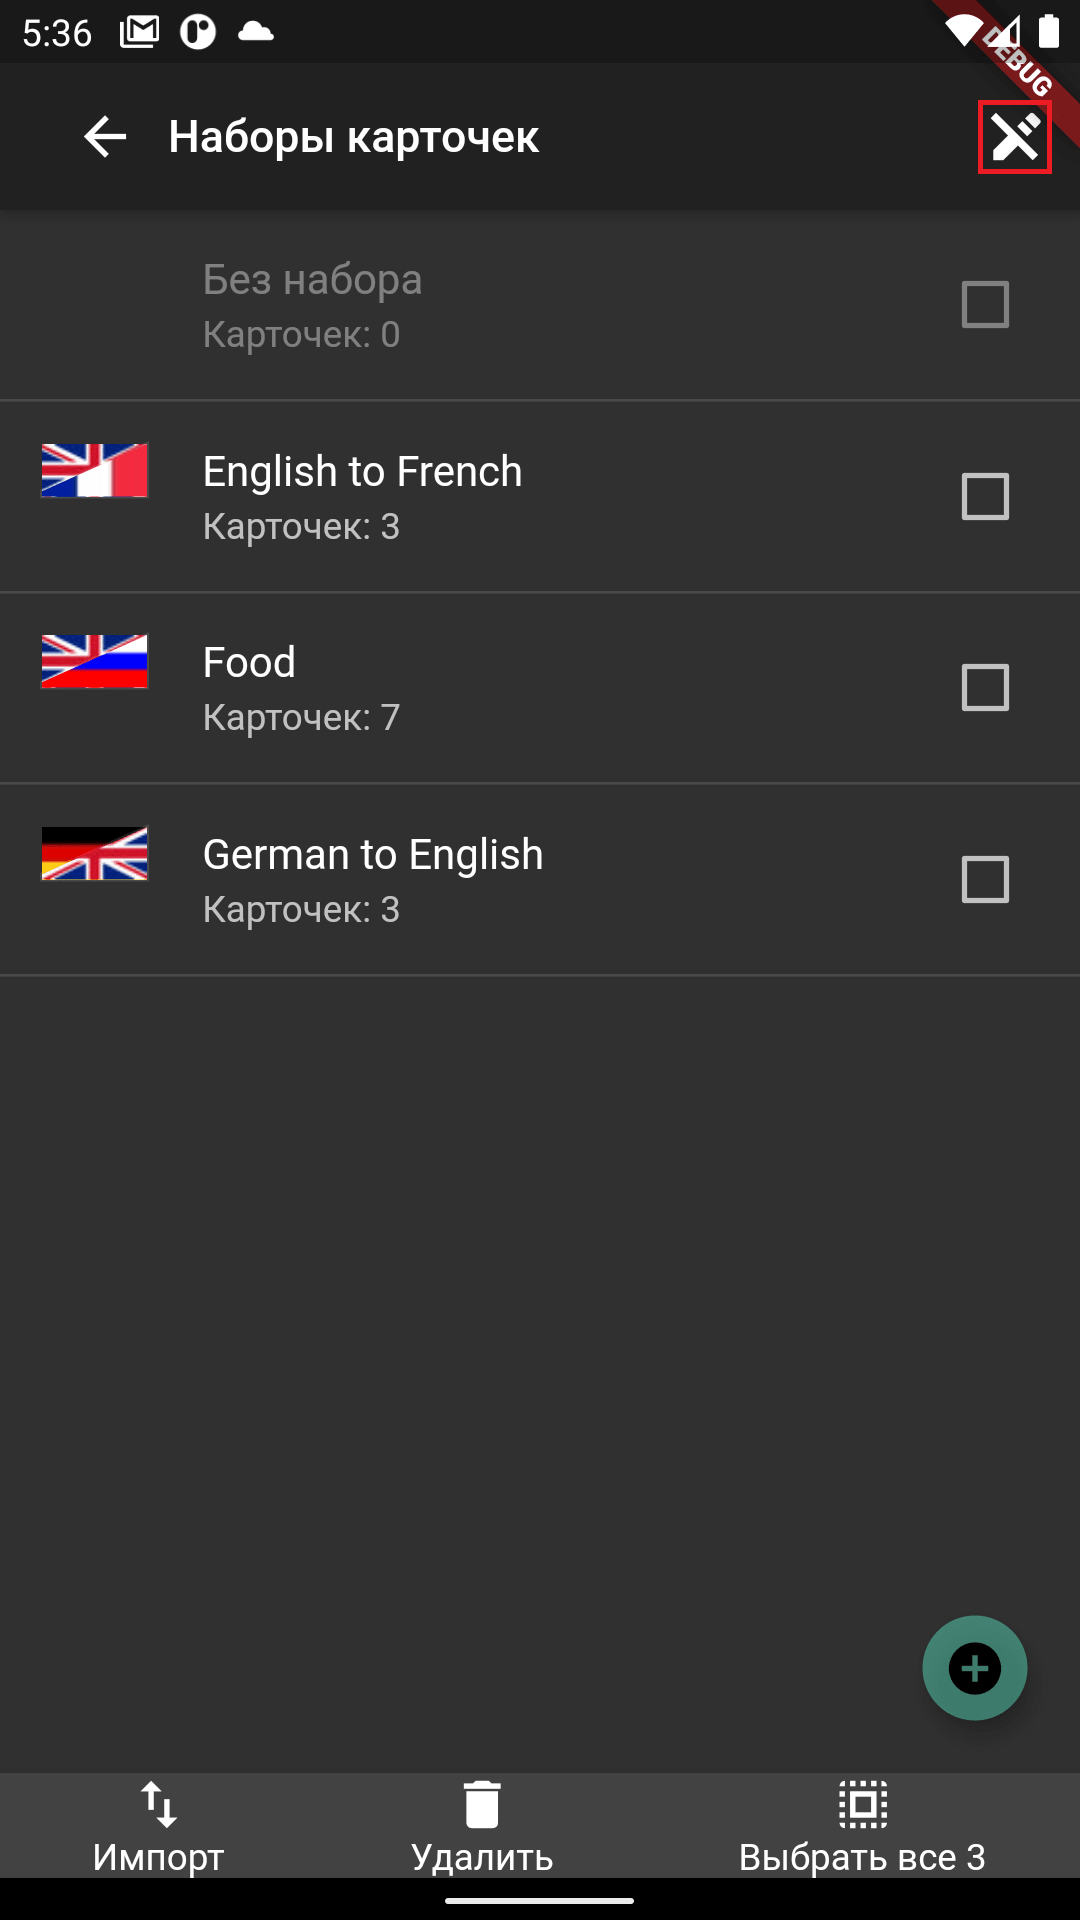 5:36
DEBUG
Наборы карточек
Без набора
Карточек: 0
English to French
Карточек: 3
Food
Карточек: 7
German to English
Карточек: 3
Импорт
Удалить
Выбрать все 3